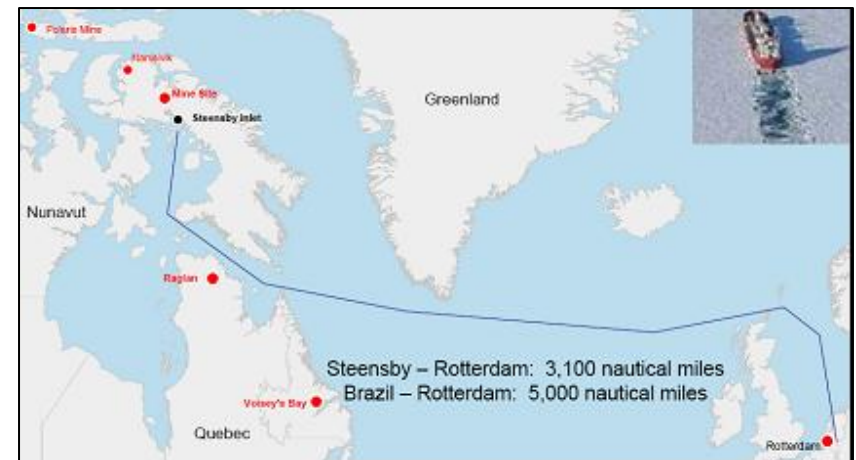 Polaris Mine
Nanisivik
Mine Site
Greenland
Steensby Inlet
Nunavut
Raglan
Steensby – Rotterdam: 3,100 nautical miles
Brazil – Rotterdam: 5,000 nautical miles
Voisey's Bay
Quebec
Rotterdam